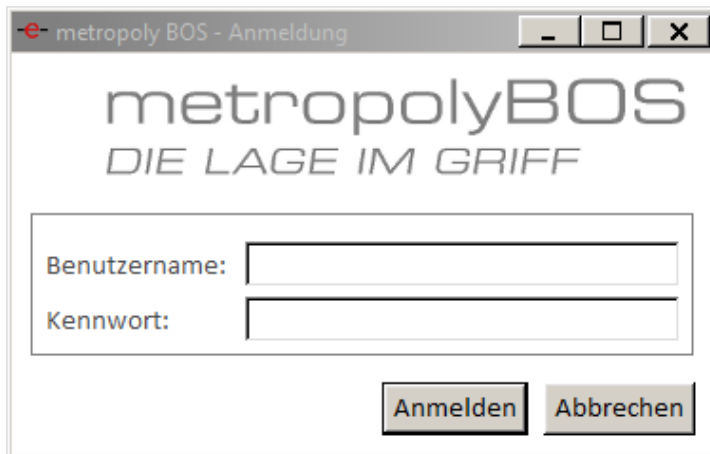 metropoly BOS - Anmeldung
metropolyBOS
DIE LAGE IM GRIFF
Benutzername:
Kennwort:
Anmelden Abbrechen